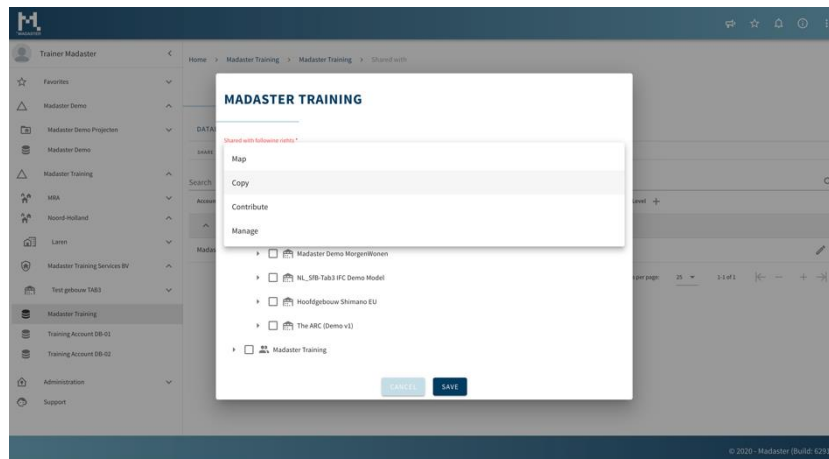 MADASTER
Trainer Madaster
Home > Madaster Training > Madaster Training > Shared with
Favorites
Madaster Demo
Madaster Demo Projecten
Madaster Demo
Madaster Training
MRA
Noord-Holland
Laren
Madaster Training Services BV
Test gebouw TAB3
Madaster Training
Training Account DB-01
Training Account DB-02
Administration
Support
SHARE
Search
MADASTER TRAINING
Shared with following rights *
Map
Copy
Contribute
Manage
Madaster Demo MorgenWonen
NL_SfB-Tab3 IFC Demo Model
Hoofdgebouw Shimano EU
The ARC (Demo v1)
Madaster Training
CANCEL SAVE
per page: 25 1-1 of 1
© 2020 - Madaster (Build: 629